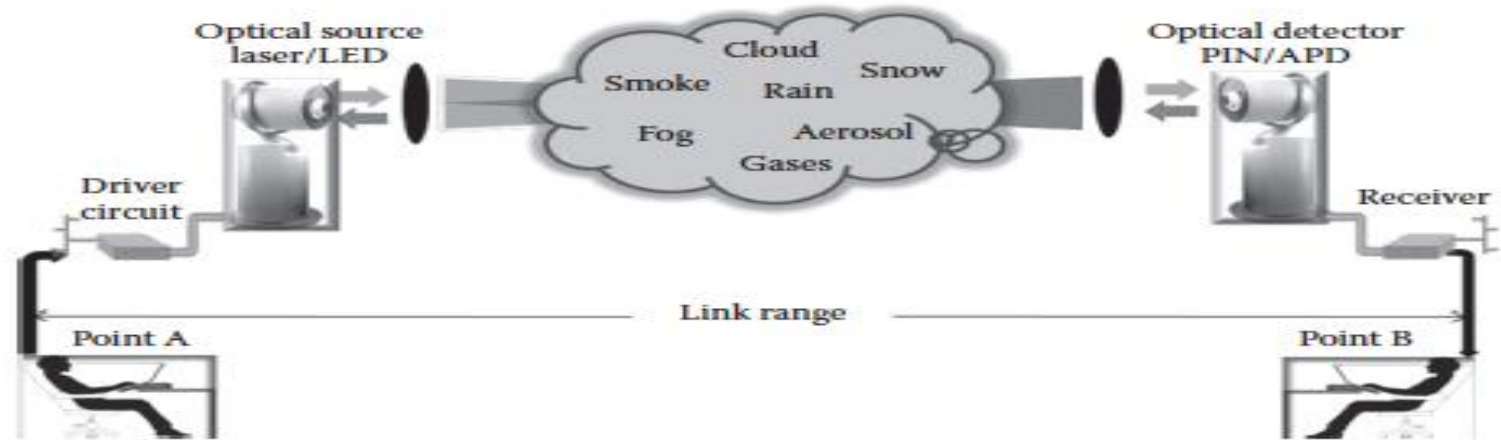 Optical source
laser/LED
Cloud
Smoke
Snow
Rain
Fog
Aerosol
Gases
Optical detector
PIN/APD
Driver
circuit
Receiver
Link range
Point A
Point B